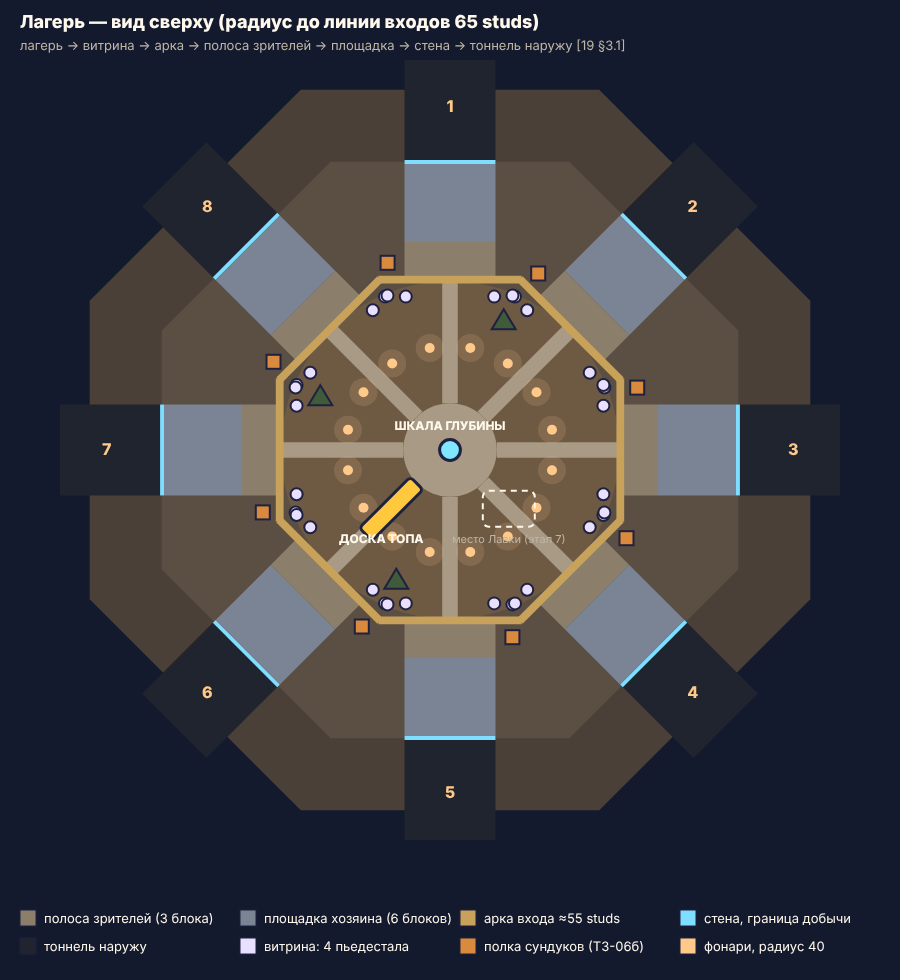 Лагерь — вид сверху (радиус до линии входов 65 studs)
лагерь → витрина → арка → полоса зрителей → площадка → стена → тоннель наружу [19 §3.1]
1
8
2
ШКАЛА ГЛУБИНЫ
7
3
ДОСКА ТОПА
место Лавки (этап 7)
6
4
5
полоса зрителей (3 блока)
площадка хозяина (6 блоков)
арка входа ≈55 studs
стена, граница добычи
тоннель наружу
витрина: 4 пьедестала
полка сундуков (ТЗ-06б)
фонари, радиус 40